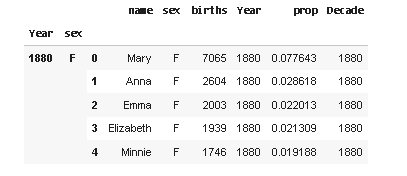 name sex births Year prop Decade
Year sex
1880 F 0 Mary F 7065 1880 0.077643 1880
1 Anna F 2604 1880 0.028618 1880
2 Emma F 2003 1880 0.022013 1880
3 Elizabeth F 1939 1880 0.021309 1880
4 Minnie F 1746 1880 0.019188 1880